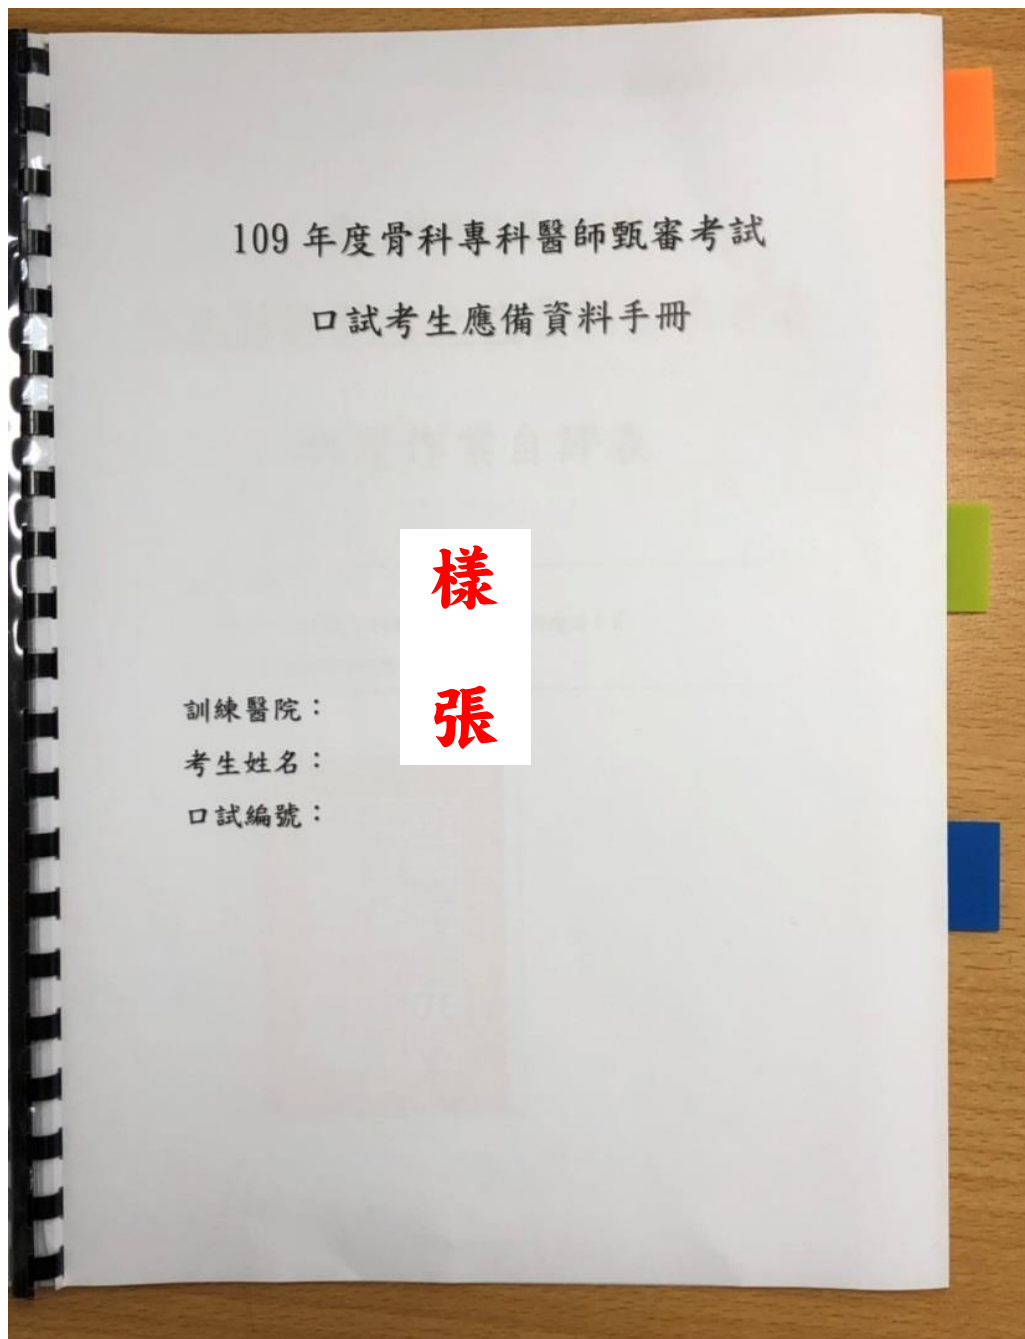 109 年度骨科專科醫師甄審考試
口試考生應備資料手冊
樣
張
訓練醫院：
考生姓名：
口試編號：